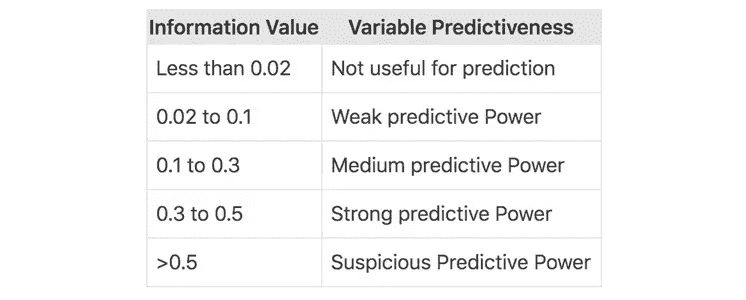 Information Value Variable Predictiveness
Less than 0.02 Not useful for prediction
0.02 to 0.1 Weak predictive Power
0.1 to 0.3 Medium predictive Power
0.3 to 0.5 Strong predictive Power
>0.5 Suspicious Predictive Power